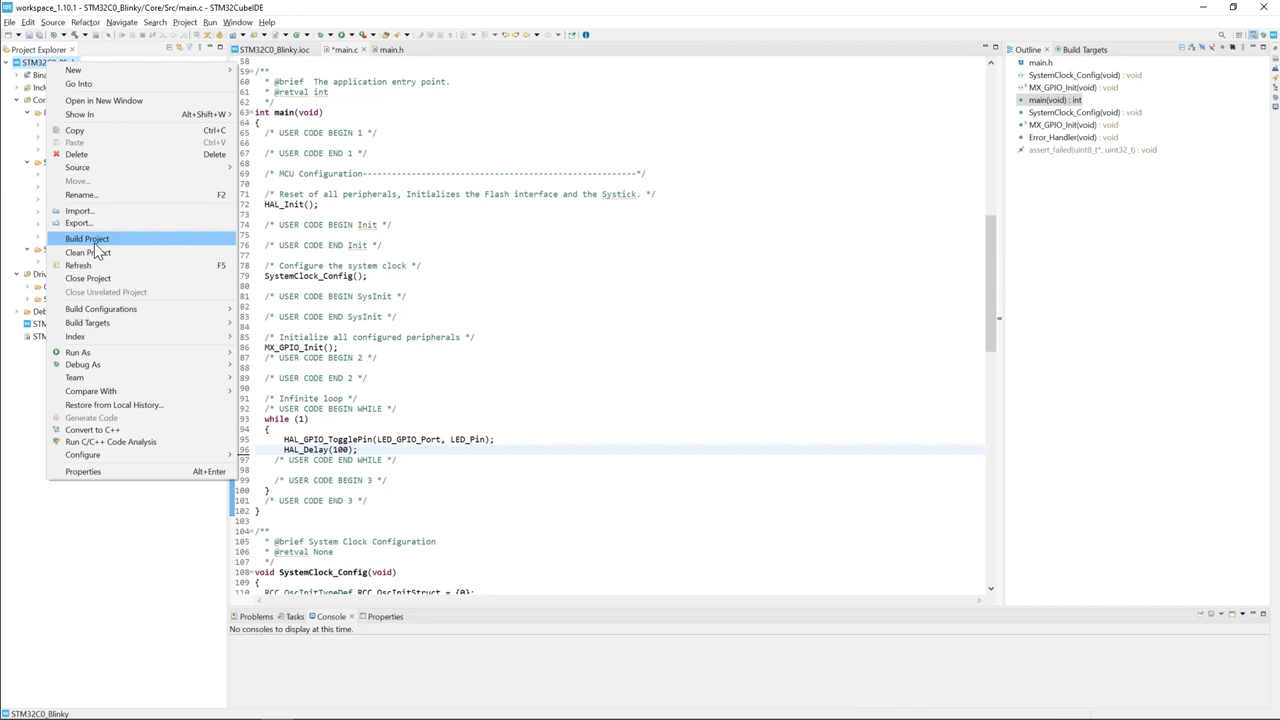 workspace_1.10.1 - STM32C0_Blinky/Core/Src/main.c - STM32CubeIDE
File Edit Source Refactor Navigate Search Project Run Window Help
Project Explorer
STM32C0_Blinky.ioc
*main.c
main.h
Outline
Build Targets
New
Go Into
Open in New Window
Show In Alt+Shift+W
Copy Ctrl+C
Paste Ctrl+V
Delete Delete
Source
Move...
Rename... F2
Import...
Export...
Build Project
Clean Project
Refresh F5
Close Project
Close Unrelated Project
Build Configurations
Build Targets
Index
Run As
Debug As
Team
Compare With
Restore from Local History...
Generate Code
Convert to C++
Run C/C++ Code Analysis
Configure
Properties Alt+Enter
58
59 /**
60 * @brief The application entry point.
61 * @retval int
62 */
63 int main(void)
64 {
65 /* USER CODE BEGIN 1 */
66
67 /* USER CODE END 1 */
68
69 /* MCU Configuration--------------------------------------------------------*/
70
71 /* Reset of all peripherals, Initializes the Flash interface and the Systick. */
72 HAL_Init();
73
74 /* USER CODE BEGIN Init */
75
76 /* USER CODE END Init */
77
78 /* Configure the system clock */
79 SystemClock_Config();
80
81 /* USER CODE BEGIN SysInit */
82
83 /* USER CODE END SysInit */
84
85 /* Initialize all configured peripherals */
86 MX_GPIO_Init();
87 /* USER CODE BEGIN 2 */
88
89 /* USER CODE END 2 */
90
91 /* Infinite loop */
92 /* USER CODE BEGIN WHILE */
93 while (1)
94 {
95 HAL_GPIO_TogglePin(LED_GPIO_Port, LED_Pin);
96 HAL_Delay(100);
97 /* USER CODE END WHILE */
98
99 /* USER CODE BEGIN 3 */
100 }
101 /* USER CODE END 3 */
102 }
103
104 /**
105 * @brief System Clock Configuration
106 * @retval None
107 */
108 void SystemClock_Config(void)
109 {
110 RCC_OscInitTypeDef RCC_OscInitStruct = {0};
main.h
SystemClock_Config(void) : void
MX_GPIO_Init(void) : void
main(void) : int
SystemClock_Config(void) : void
MX_GPIO_Init(void) : void
Error_Handler(void) : void
assert_failed(uint8_t*, uint32_t) : void
Problems
Tasks
Console
Properties
No consoles to display at this time.
STM32C0_Blinky